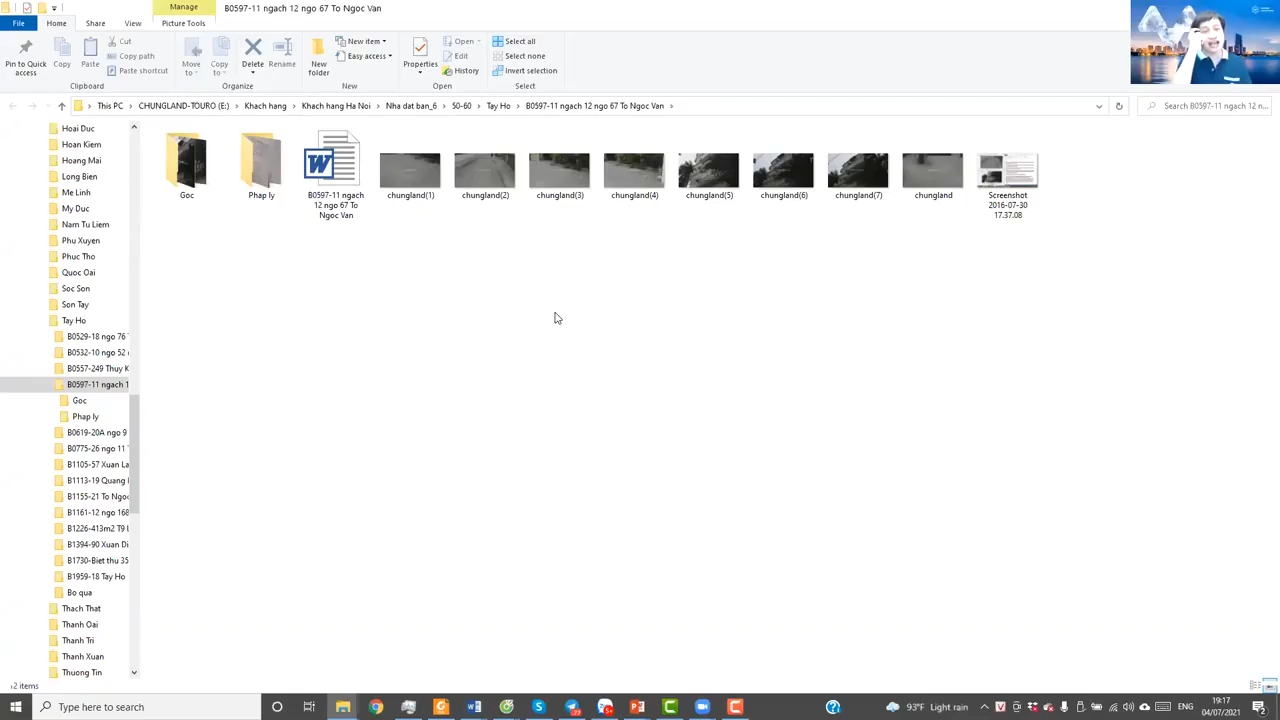 Manage
B0597-11 ngach 12 ngo 67 To Ngoc Van
File
Home
Share
View
Picture Tools
Pin to Quick access
Copy
Paste
Cut
Copy path
Paste shortcut
Clipboard
Move to
Copy to
Delete
Rename
Organize
New folder
New item
Easy access
New
Properties
Open
Edit
History
Open
Select all
Select none
Invert selection
Select
This PC
CHUNGLAND-TOURO (E:)
Khach hang
Khach hang Ha Noi
Nha dat ban_6
50-60
Tay Ho
B0597-11 ngach 12 ngo 67 To Ngoc Van
Search B0597-11 ngach 12 n...
Hoai Duc
Hoan Kiem
Hoang Mai
Long Bien
Me Linh
My Duc
Nam Tu Liem
Phu Xuyen
Phuc Tho
Quoc Oai
Soc Son
Son Tay
Tay Ho
B0529-18 ngo 76
B0532-10 ngo 52
B0557-249 Thuy K
B0597-11 ngach 1
Goc
Phap ly
B0619-20A ngo 9
B0775-26 ngo 11
B1105-57 Xuan La
B1113-19 Quang
B1155-21 To Ngoc
B1161-12 ngo 168
B1226-413m2 T9
B1394-90 Xuan Di
B1730-Biet thu 35
B1959-18 Tay Ho
Bo qua
Thach That
Thanh Oai
Thanh Tri
Thanh Xuan
Thuong Tin
Goc
Phap ly
B0597-11 ngach
12 ngo 67 To
Ngoc Van
chungland(1)
chungland(2)
chungland(3)
chungland(4)
chungland(5)
chungland(6)
chungland(7)
chungland
Screenshot
2016-07-30
17.37.08
12 items
Type here to search
93°F Light rain
ENG
19:17
04/07/2021